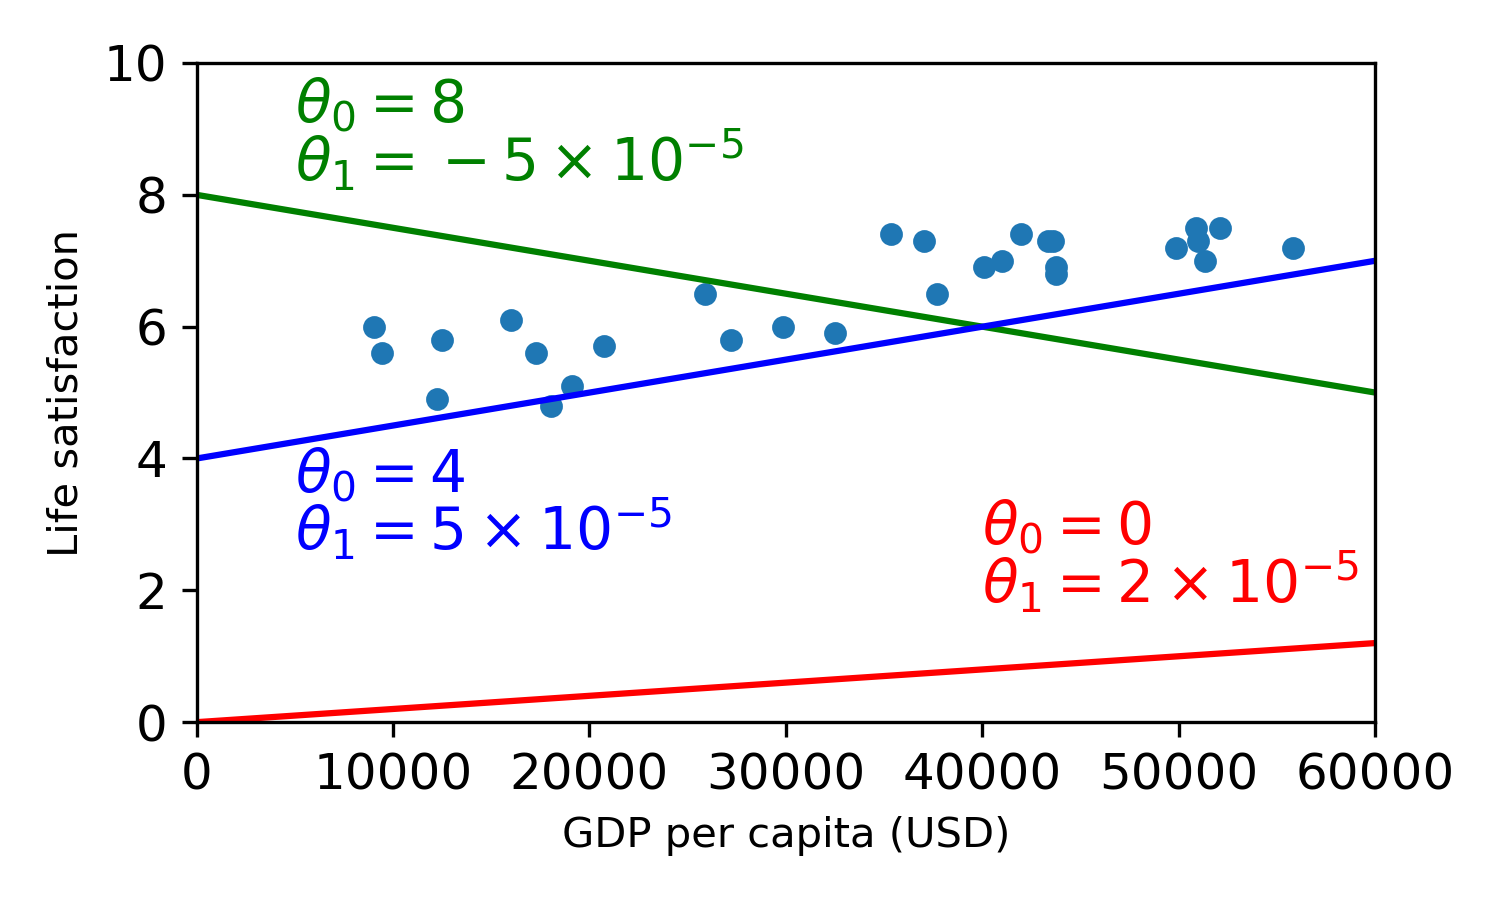 10
θ₀ = 8
θ₁ = −5 × 10⁻⁵
8
6
Life satisfaction
4
θ₀ = 4
θ₁ = 5 × 10⁻⁵
θ₀ = 0
θ₁ = 2 × 10⁻⁵
2
0
0 10000 20000 30000 40000 50000 60000
GDP per capita (USD)